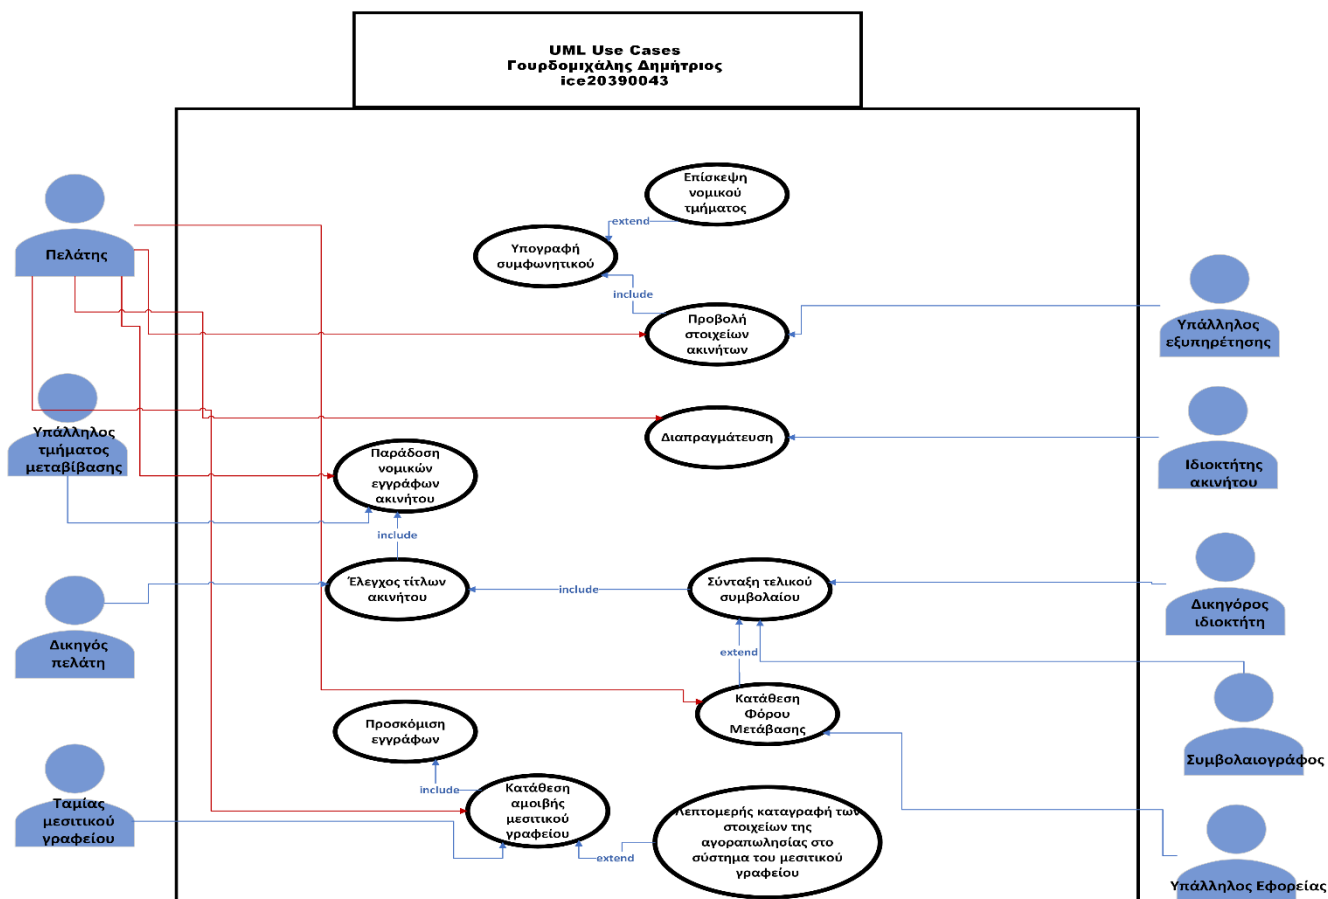 UML Use Cases
Γουρδομιχάλης Δημήτριος
ice20390043
Επίσκεψη
νομικού
τμήματος
extend
Υπογραφή
συμφωνητικού
include
Προβολή
στοιχείων
ακινήτων
Πελάτης
Υπάλληλος
εξυπηρέτησης
Υπάλληλος
τμήματος
μεταβίβασης
Διαπραγμάτευση
Ιδιοκτήτης
ακινήτου
Παράδοση
νομικών
εγγράφων
ακινήτου
include
Έλεγχος τίτλων
ακινήτου
include
Σύνταξη τελικού
συμβολαίου
Δικηγόρος
ιδιοκτήτη
Δικηγός
πελάτη
extend
Κατάθεση
Φόρου
Μετάβασης
Προσκόμιση
εγγράφων
Συμβολαιογράφος
include
Κατάθεση
αμοιβής
μεσιτικού
γραφείου
Ταμίας
μεσιτικού
γραφείου
extend
Λεπτομερής καταγραφή των
στοιχείων της
αγοραπωλησίας στο
σύστημα του μεσιτικού
γραφείου
Υπάλληλος Εφορείας